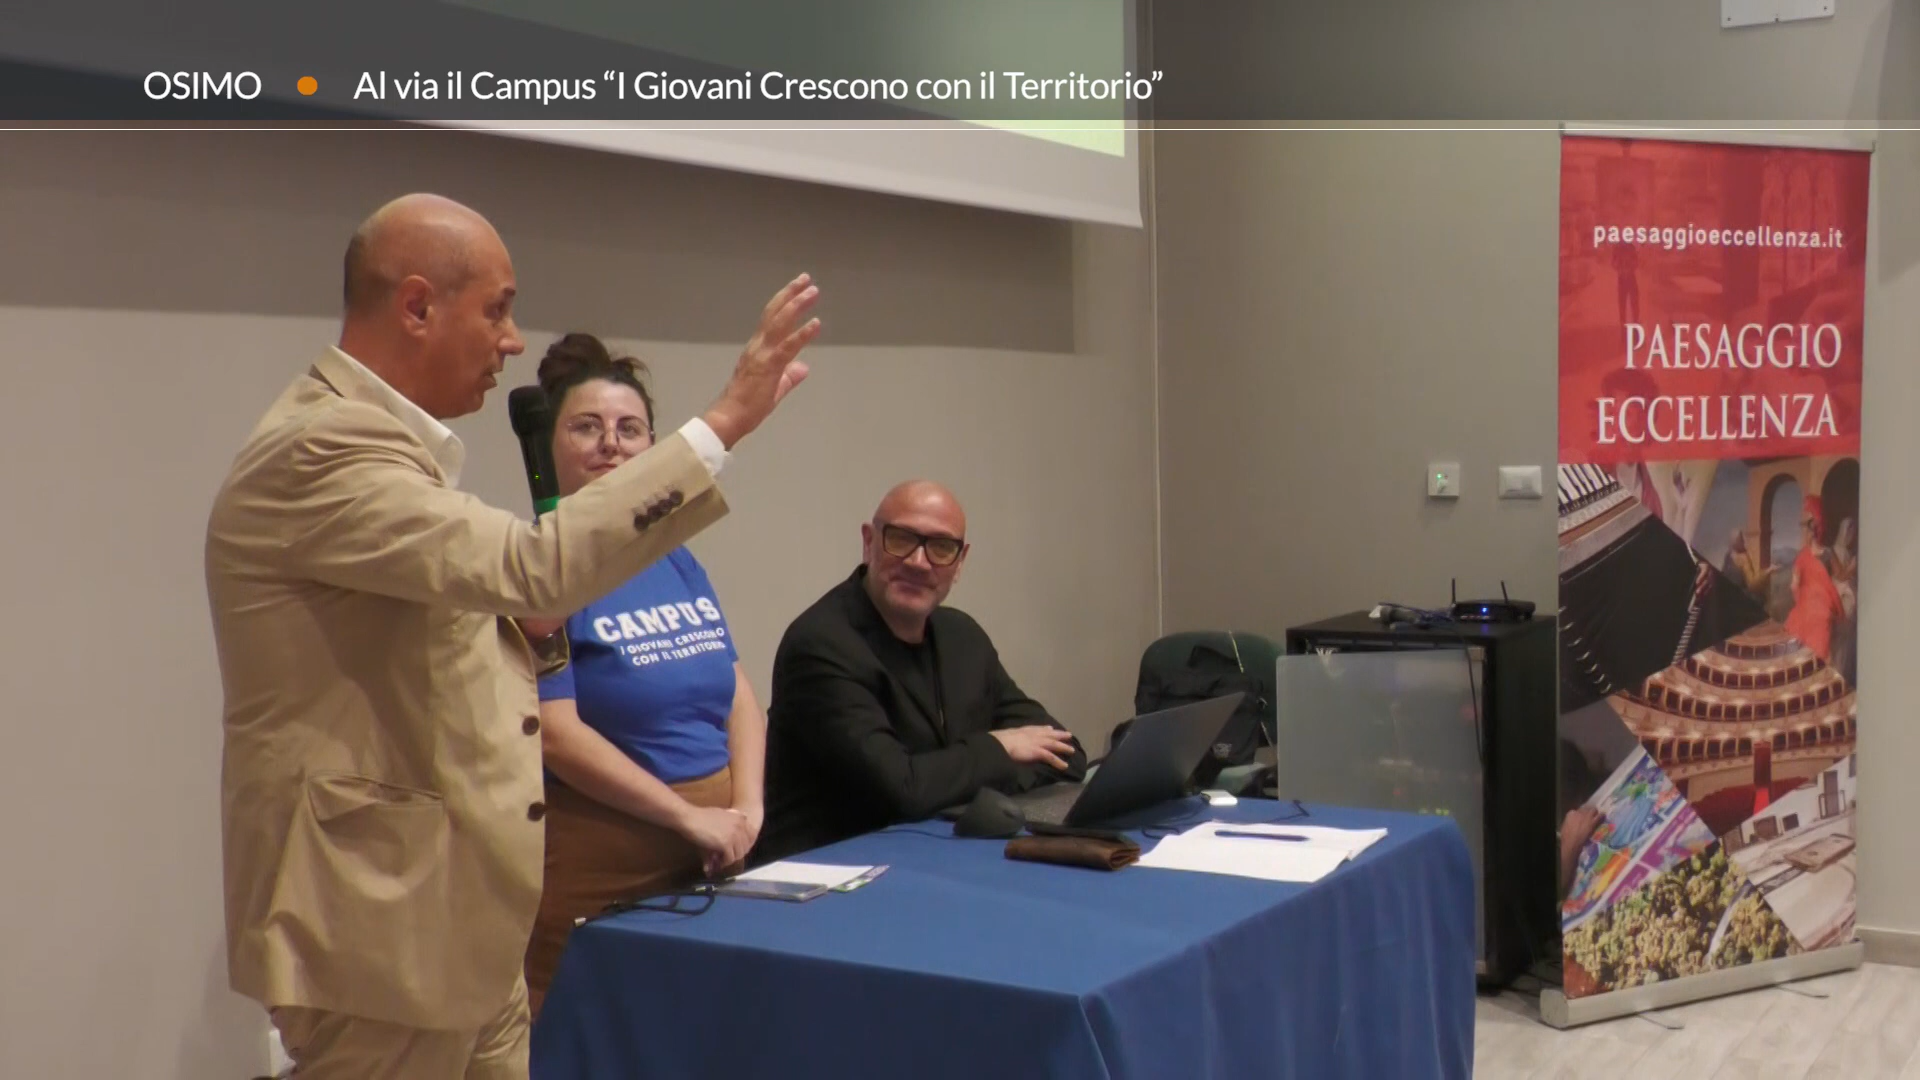 OSIMO • Al via il Campus “I Giovani Crescono con il Territorio”
paesaggioeccellenza.it
PAESAGGIO
ECCELLENZA
CAMPUS
I GIOVANI CRESCONO
CON IL TERRITORIO